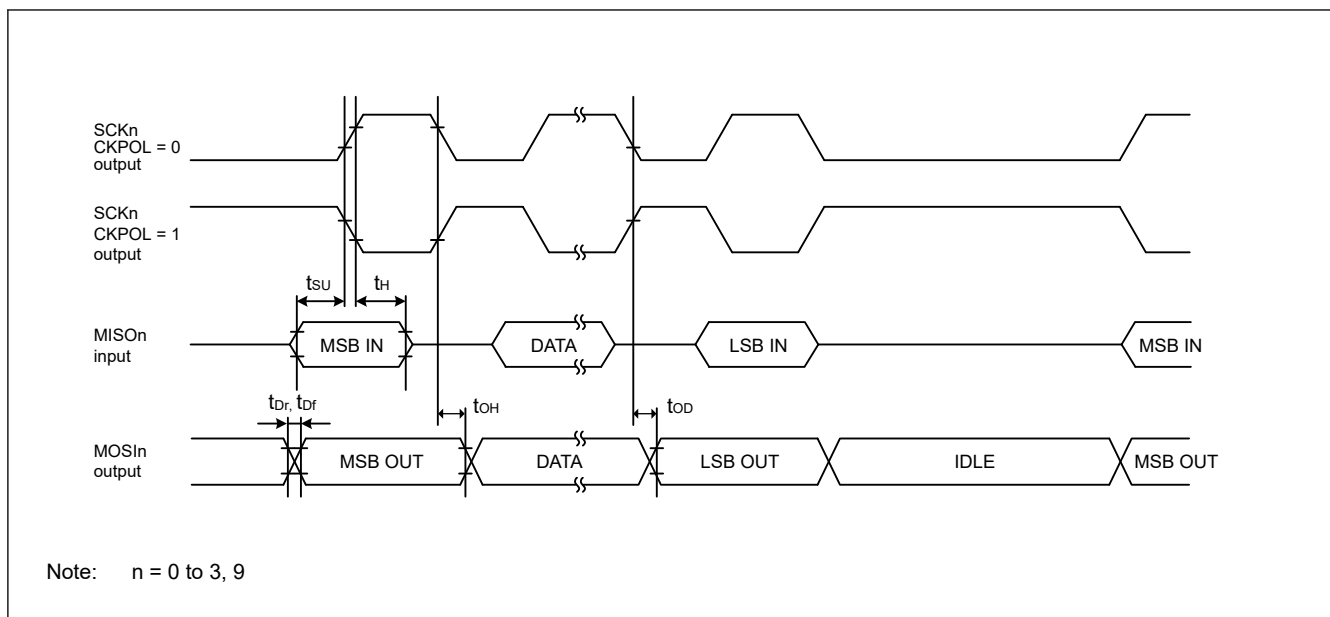 SCKn
CKPOL = 0
output
SCKn
CKPOL = 1
output
tSU
tH
MISOn
input
MSB IN
DATA
LSB IN
MSB IN
tDr, tDf
tOH
tOD
MOSIn
output
MSB OUT
DATA
LSB OUT
IDLE
MSB OUT
Note: n = 0 to 3, 9